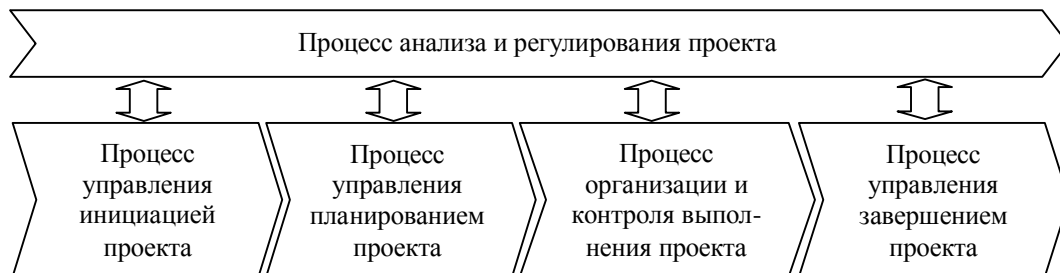 Процесс анализа и регулирования проекта
Процесс
управления
инициацией
проекта
Процесс
управления
планированием
проекта
Процесс
организации и
контроля выпол-
нения проекта
Процесс
управления
завершением
проекта